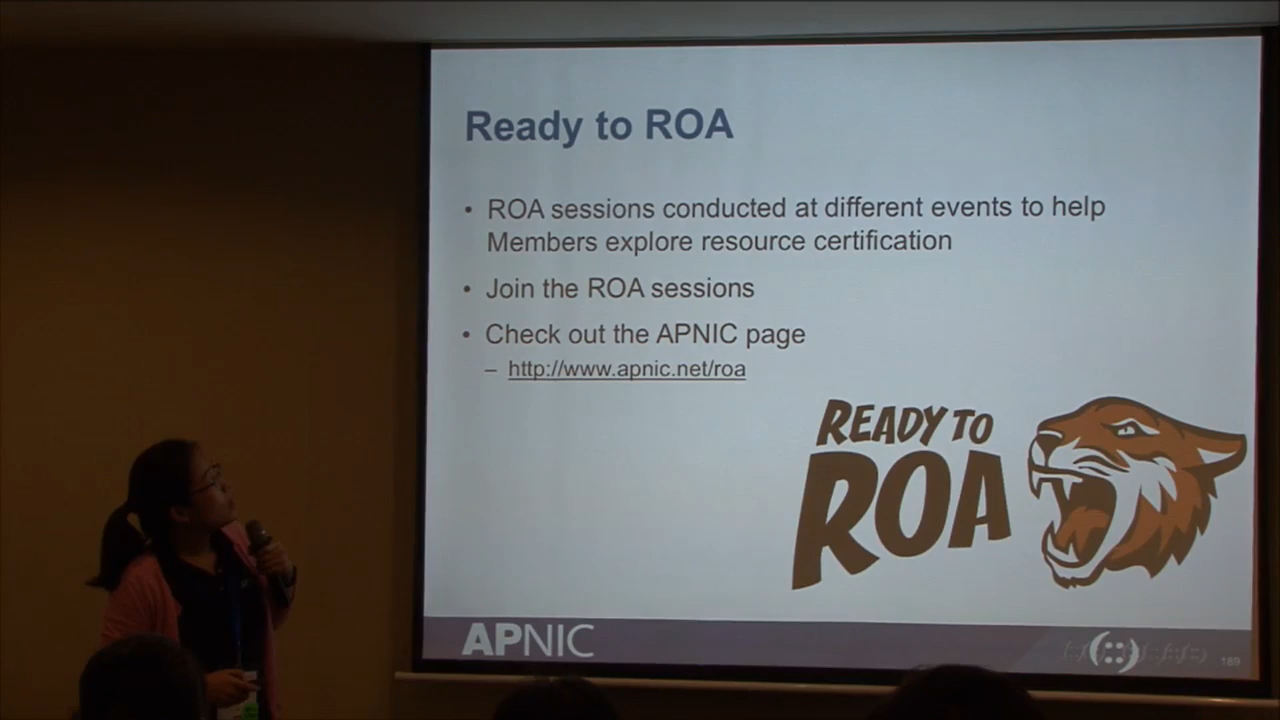 Ready to ROA
• ROA sessions conducted at different events to help
Members explore resource certification
• Join the ROA sessions
• Check out the APNIC page
– http://www.apnic.net/roa
READY TO
ROA
APNIC
189